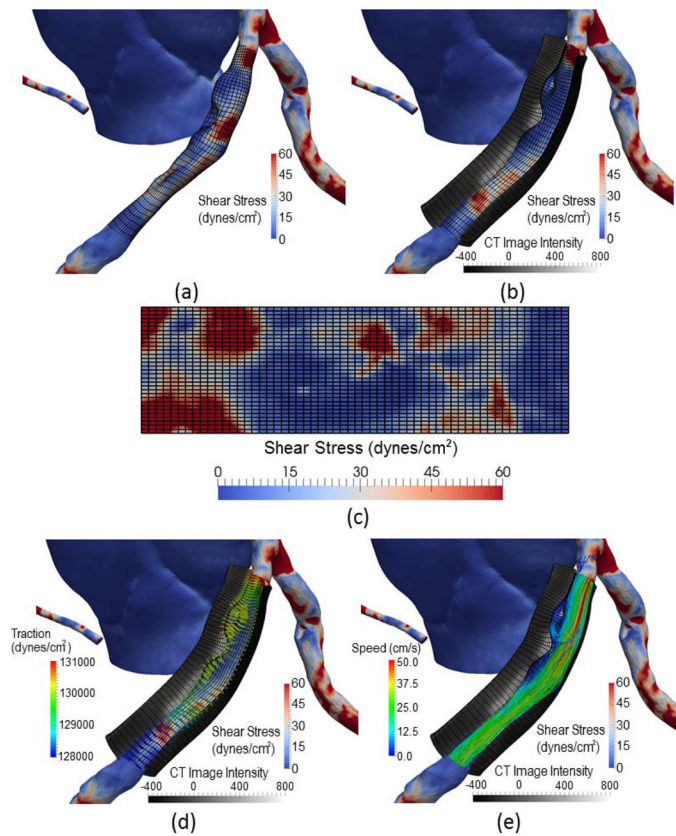 60
45
Shear Stress
30
(dynes/cm²)
15
0
(a)
60
45
Shear Stress
30
(dynes/cm²)
15
0
CT Image Intensity
-400 0 400 800
(b)
Shear Stress (dynes/cm²)
0 15 30 45 60
(c)
Traction
(dynes/cm²)
131000
130000
129000
128000
60
45
Shear Stress
30
(dynes/cm²)
15
0
CT Image Intensity
-400 0 400 800
(d)
Speed (cm/s)
50.0
37.5
25.0
12.5
0.0
60
45
Shear Stress
30
(dynes/cm²)
15
0
CT Image Intensity
-400 0 400 800
(e)